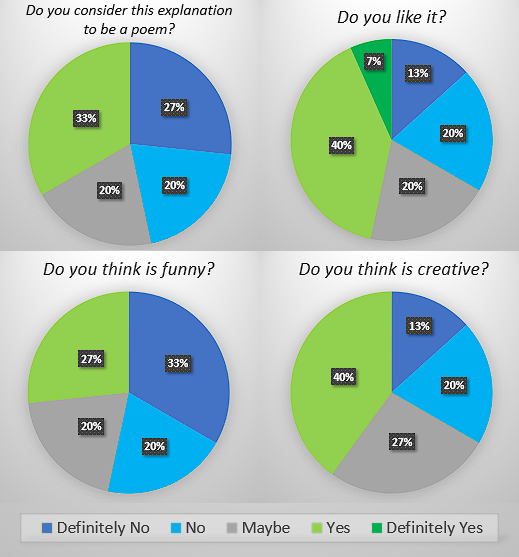 Do you consider this explanation
to be a poem?
27%
20%
20%
33%
Do you like it?
13%
20%
20%
40%
7%
Do you think is funny?
33%
20%
20%
27%
Do you think is creative?
13%
20%
27%
40%
Definitely No No Maybe Yes Definitely Yes